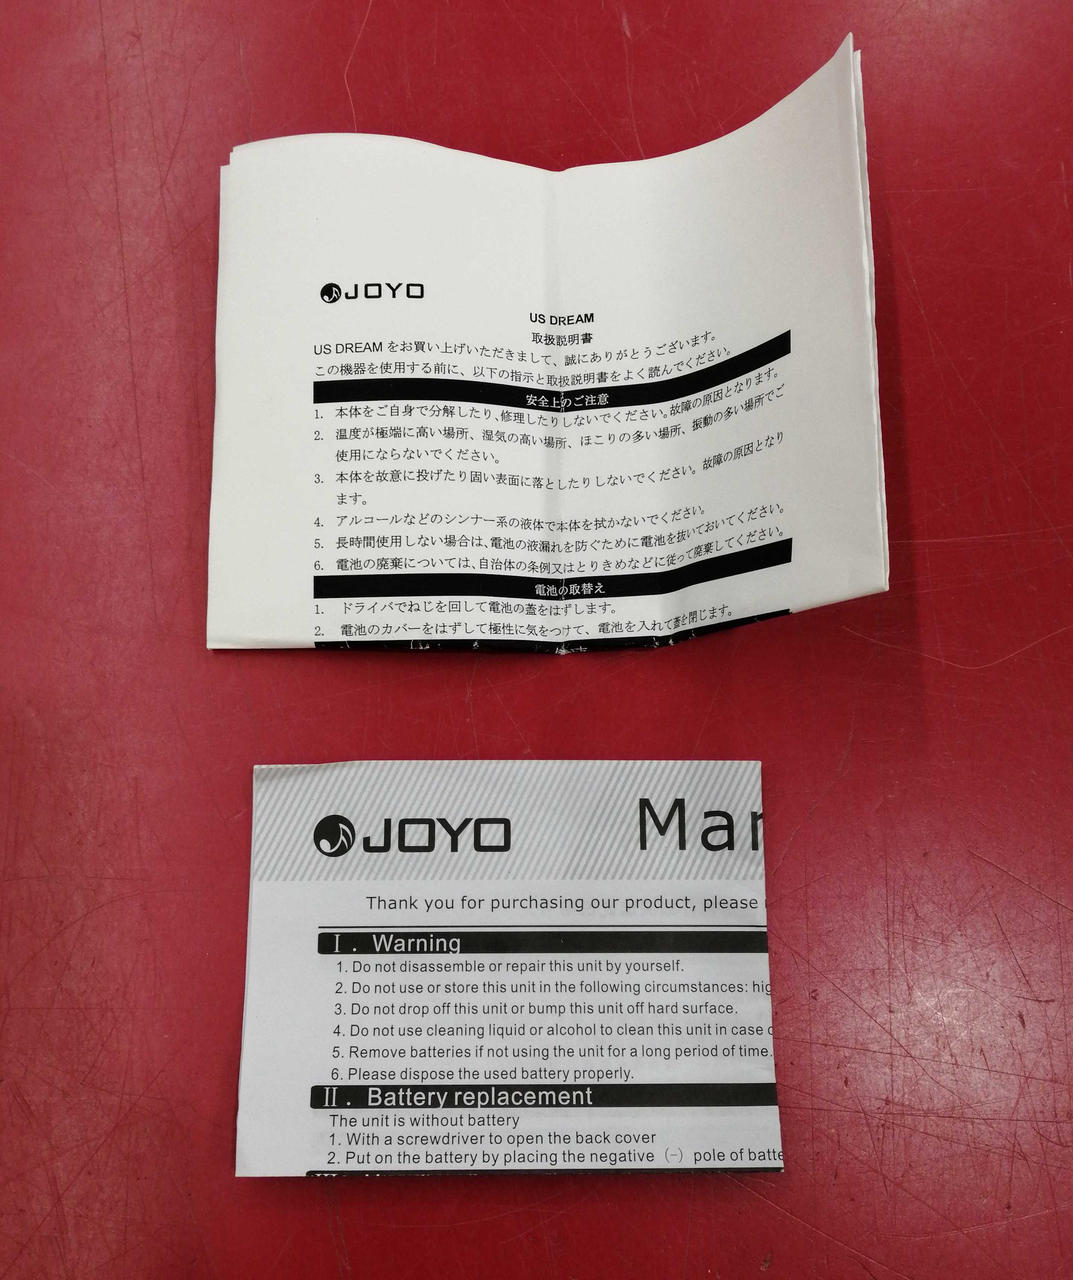 JOYO
US DREAM
取扱説明書
US DREAM をお買い上げいただきまして、誠にありがとうございます。
この機器を使用する前に、以下の指示と取扱説明書をよく読んでください。
安全上のご注意
1. 本体をご自身で分解したり、修理したりしないでください。故障の原因となります。
2. 温度が極端に高い場所、湿気の高い場所、ほこりの多い場所、振動の多い場所でご
使用にならないでください。
3. 本体を故意に投げたり固い表面に落としたりしないでください。故障の原因となり
ます。
4. アルコールなどのシンナー系の液体で本体を拭かないでください。
5. 長時間使用しない場合は、電池の液漏れを防ぐために電池を抜いておいてください。
6. 電池の廃棄については、自治体の条例又はとりきめなどに従って廃棄してください。
電池の取替え
1. ドライバでねじを回して電池の蓋をはずします。
2. 電池のカバーをはずして極性に気をつけて、電池を入れて蓋を閉じます。
JOYO
Mar
Thank you for purchasing our product, please
I. Warning
1. Do not disassemble or repair this unit by yourself.
2. Do not use or store this unit in the following circumstances: hig
3. Do not drop off this unit or bump this unit off hard surface.
4. Do not use cleaning liquid or alcohol to clean this unit in case
5. Remove batteries if not using the unit for a long period of time.
6. Please dispose the used battery properly.
II. Battery replacement
The unit is without battery
1. With a screwdriver to open the back cover
2. Put on the battery by placing the negative (-) pole of batte